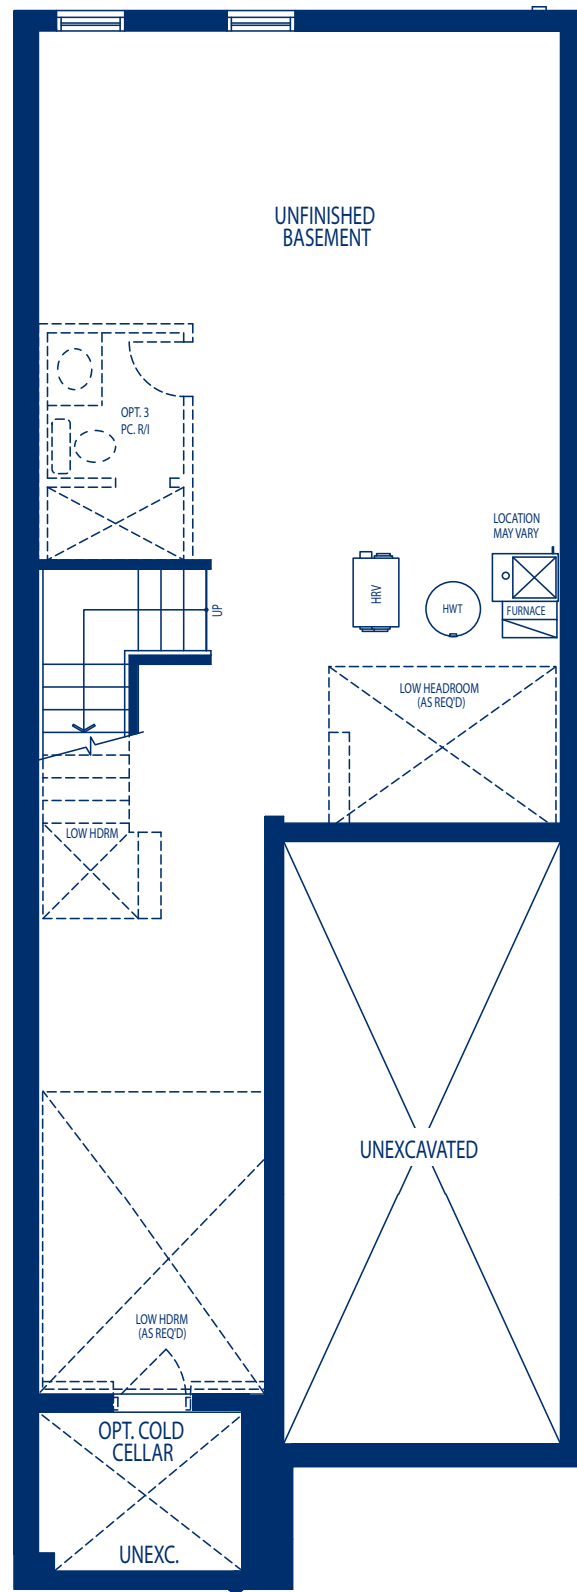 UNFINISHED
BASEMENT
OPT. 3
PC. R/I
LOCATION
MAY VARY
HRV
HWT
FURNACE
UP
LOW HEADROOM
(AS REQ'D)
LOW HDRM
UNEXCAVATED
LOW HDRM
(AS REQ'D)
OPT. COLD
CELLAR
UNEXC.